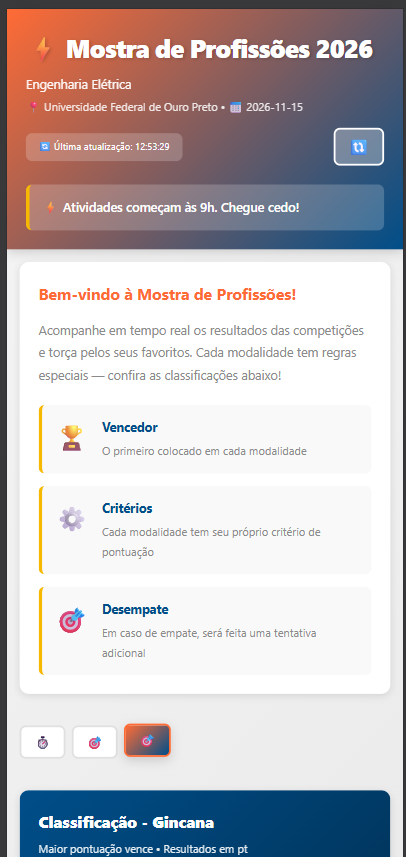 Mostra de Profissões 2026
Engenharia Elétrica
Universidade Federal de Ouro Preto • 2026-11-15
Última atualização: 12:53:29
Atividades começam às 9h. Chegue cedo!
Bem-vindo à Mostra de Profissões!
Acompanhe em tempo real os resultados das competições
e torça pelos seus favoritos. Cada modalidade tem regras
especiais — confira as classificações abaixo!
Vencedor
O primeiro colocado em cada modalidade
Critérios
Cada modalidade tem seu próprio critério de
pontuação
Desempate
Em caso de empate, será feita uma tentativa
adicional
Classificação - Gincana
Maior pontuação vence • Resultados em pt